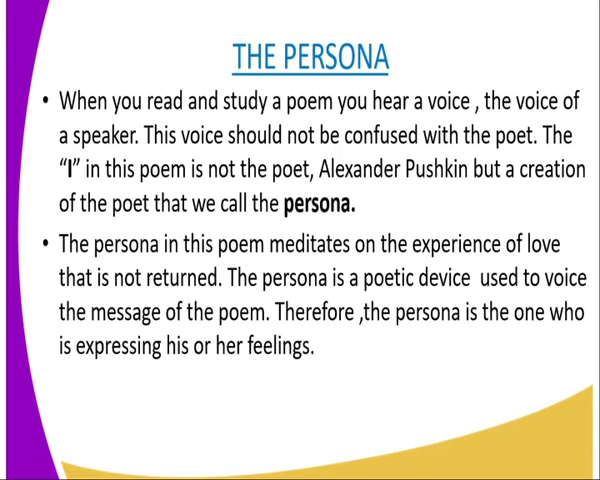 THE PERSONA
• When you read and study a poem you hear a voice , the voice of
a speaker. This voice should not be confused with the poet. The
“I” in this poem is not the poet, Alexander Pushkin but a creation
of the poet that we call the persona.
• The persona in this poem meditates on the experience of love
that is not returned. The persona is a poetic device used to voice
the message of the poem. Therefore ,the persona is the one who
is expressing his or her feelings.